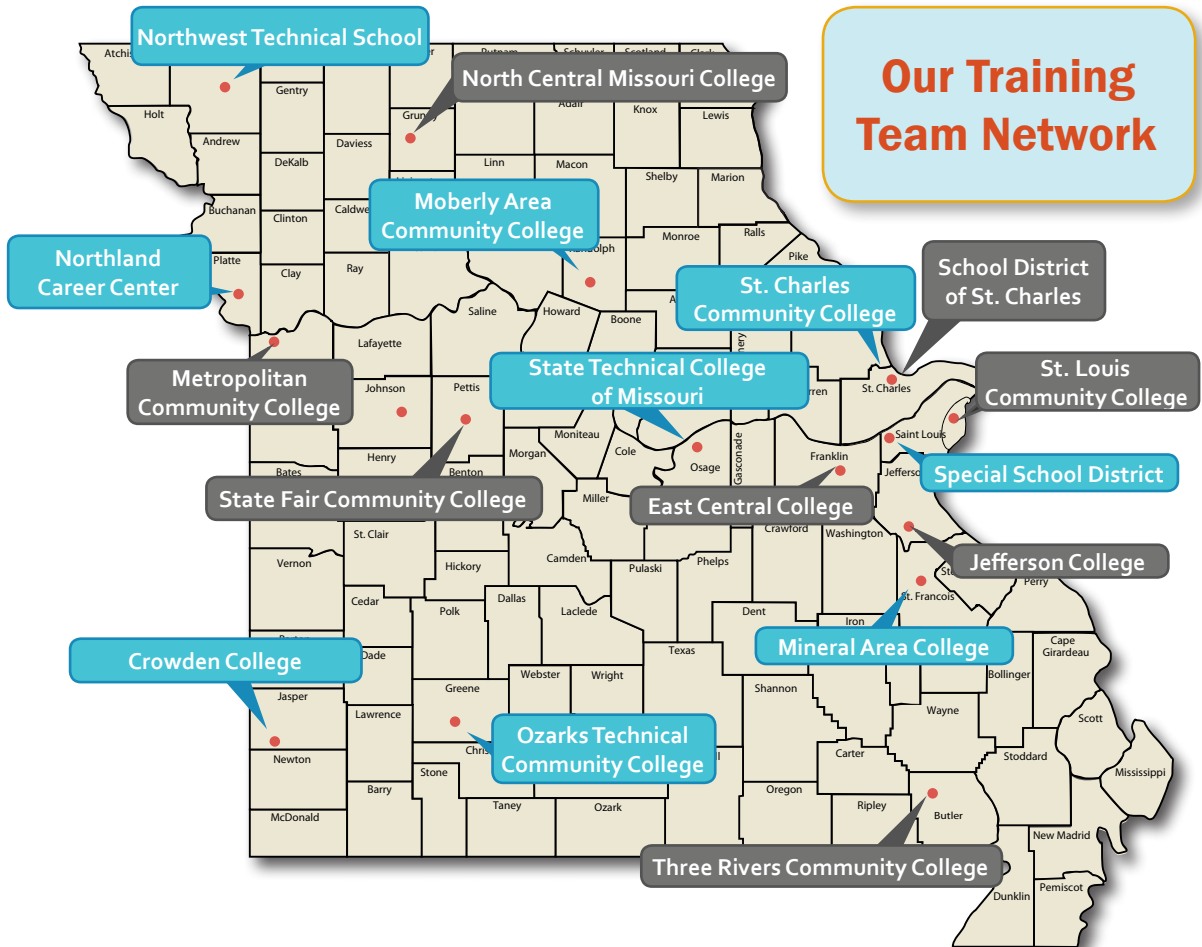 Our Training
Team Network
Northwest Technical School
North Central Missouri College
Moberly Area
Community College
Northland
Career Center
St. Charles
Community College
School District
of St. Charles
Metropolitan
Community College
State Technical College
of Missouri
St. Louis
Community College
State Fair Community College
East Central College
Special School District
Jefferson College
Mineral Area College
Crowden College
Ozarks Technical
Community College
Three Rivers Community College
Holt
Gentry
Andrew
DeKalb
Daviess
Adair
Knox
Lewis
Linn
Macon
Shelby
Marion
Buchanan
Clinton
Monroe
Ralls
Pike
Platte
Clay
Ray
Saline
Howard
Boone
Lafayette
Johnson
Pettis
St. Charles
Saint Louis
Henry
Benton
Morgan
Moniteau
Cole
Osage
Gasconade
Franklin
Bates
Miller
St. Clair
Camden
Crawford
Washington
Vernon
Hickory
Pulaski
Phelps
Perry
St. Francois
Cedar
Polk
Dallas
Laclede
Dent
Iron
Dade
Texas
Cape
Girardeau
Bollinger
Jasper
Greene
Webster
Wright
Shannon
Lawrence
Wayne
Scott
Newton
Stone
Carter
Stoddard
Mississippi
Barry
Taney
Ozark
Oregon
Ripley
Butler
McDonald
New Madrid
Dunklin
Pemiscot